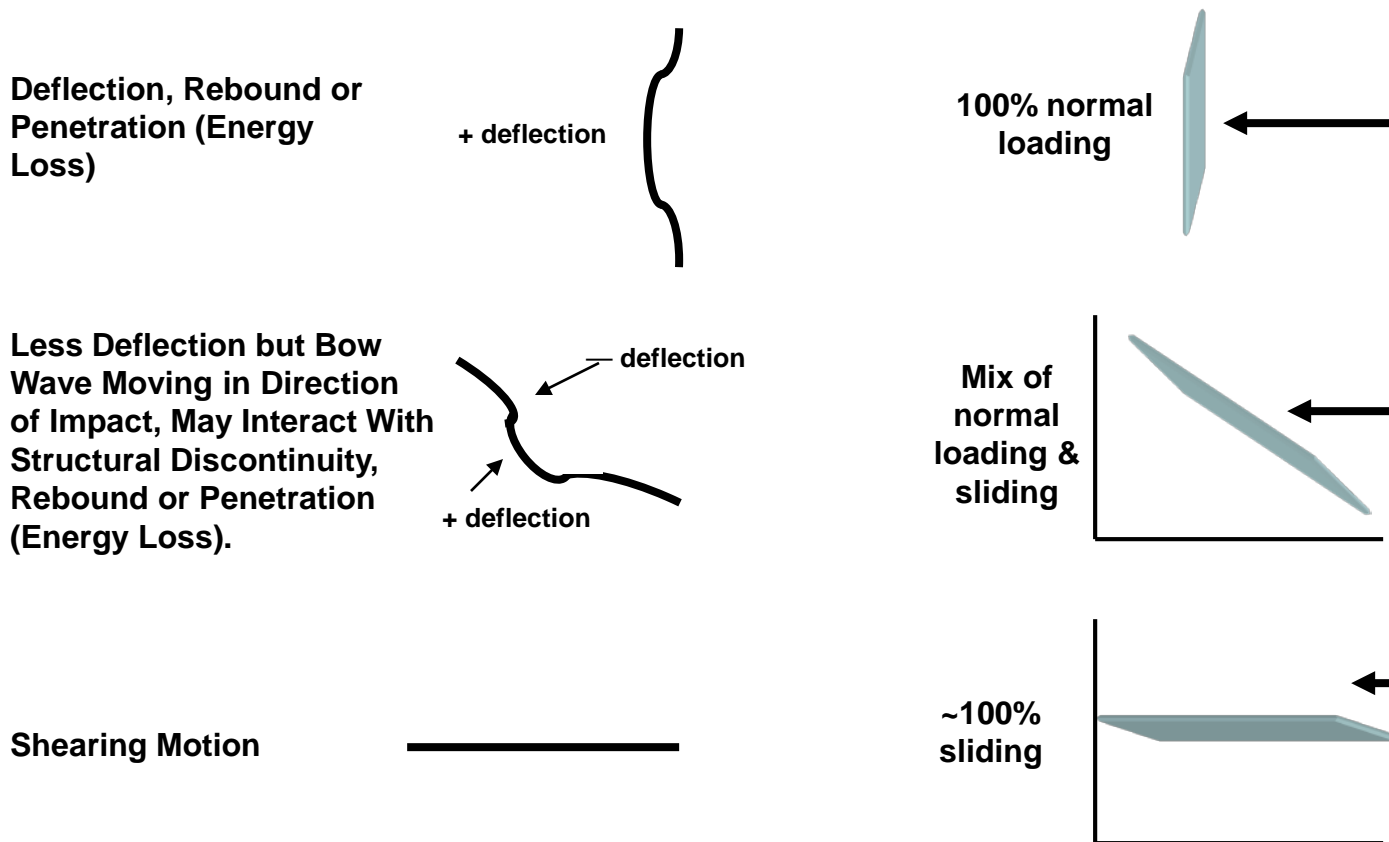 Deflection, Rebound or
Penetration (Energy
Loss)
+ deflection
100% normal
loading
Less Deflection but Bow
Wave Moving in Direction
of Impact, May Interact With
Structural Discontinuity,
Rebound or Penetration
(Energy Loss).
— deflection
+ deflection
Mix of
normal
loading &
sliding
Shearing Motion
~100%
sliding